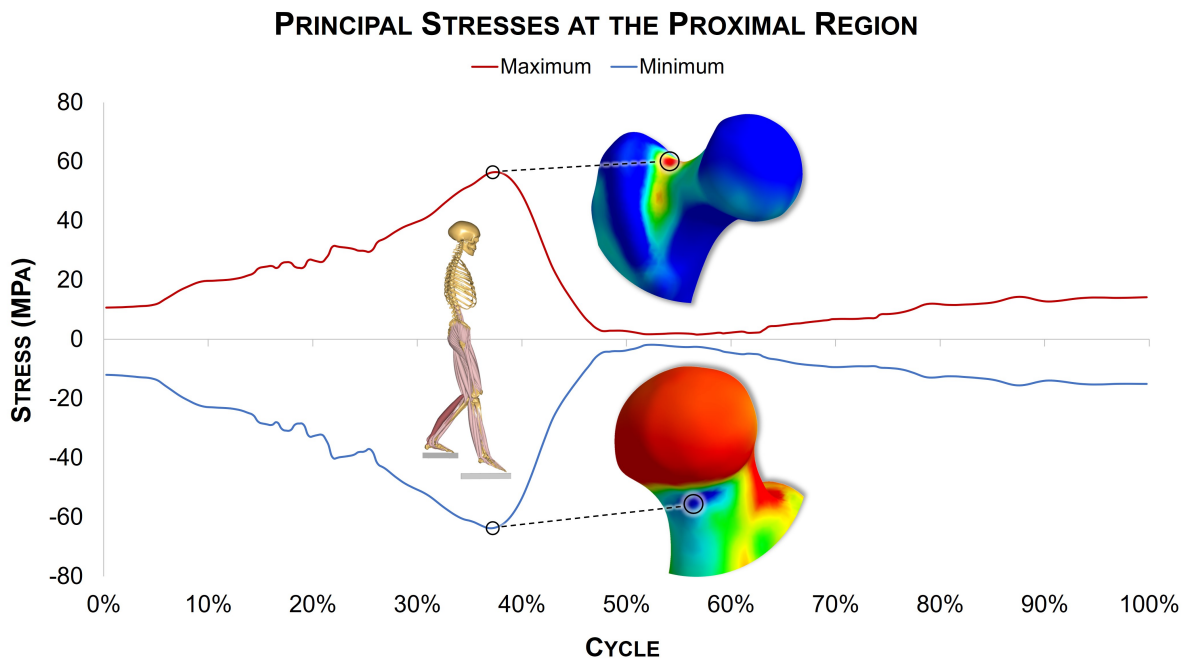 PRINCIPAL STRESSES AT THE PROXIMAL REGION
Maximum Minimum
80
60
40
20
0
-20
-40
-60
-80
STRESS (MPA)
0% 10% 20% 30% 40% 50% 60% 70% 80% 90% 100%
CYCLE